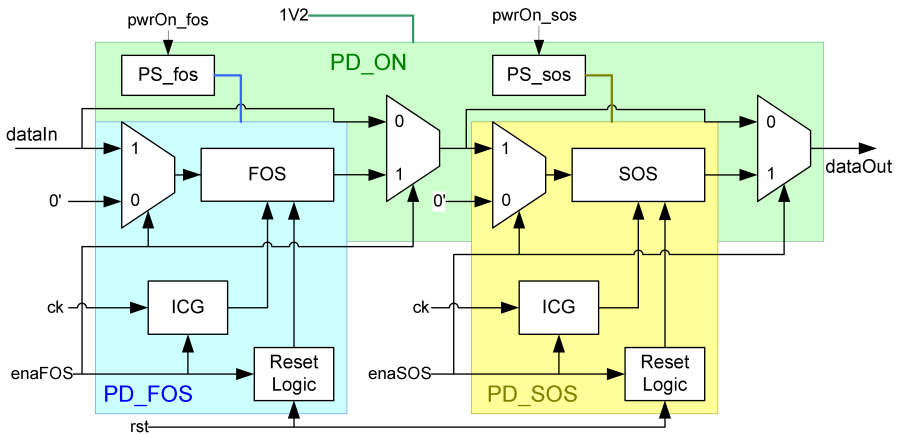 pwrOn_fos
1V2
pwrOn_sos
PD_ON
PS_fos
PS_sos
dataIn
0
0
1
1
1
1
FOS
SOS
dataOut
0'
0
0'
0
ck
ICG
ck
ICG
enaFOS
Reset
Logic
enaSOS
Reset
Logic
PD_FOS
PD_SOS
rst